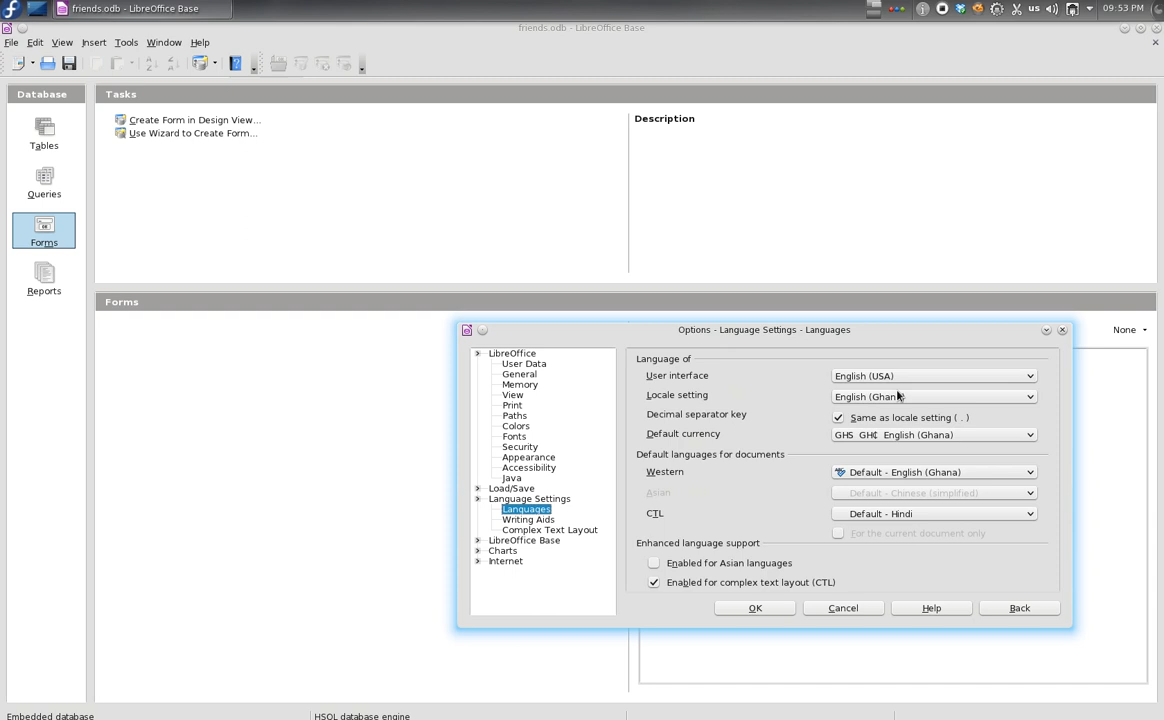 friends.odb - LibreOffice Base
us
09:53 PM
friends.odb - LibreOffice Base
File Edit View Insert Tools Window Help
Database
Tables
Queries
Forms
Reports
Tasks
Create Form in Design View...
Use Wizard to Create Form...
Description
Forms
None
Options - Language Settings - Languages
LibreOffice
User Data
General
Memory
View
Print
Paths
Colors
Fonts
Security
Appearance
Accessibility
Java
Load/Save
Language Settings
Languages
Writing Aids
Complex Text Layout
LibreOffice Base
Charts
Internet
Language of
User interface English (USA)
Locale setting English (Ghana)
Decimal separator key Same as locale setting ( . )
Default currency GHS GH₵ English (Ghana)
Default languages for documents
Western Default - English (Ghana)
Asian Default - Chinese (simplified)
CTL Default - Hindi
For the current document only
Enhanced language support
Enabled for Asian languages
Enabled for complex text layout (CTL)
OK Cancel Help Back
Embedded database HSQL database engine